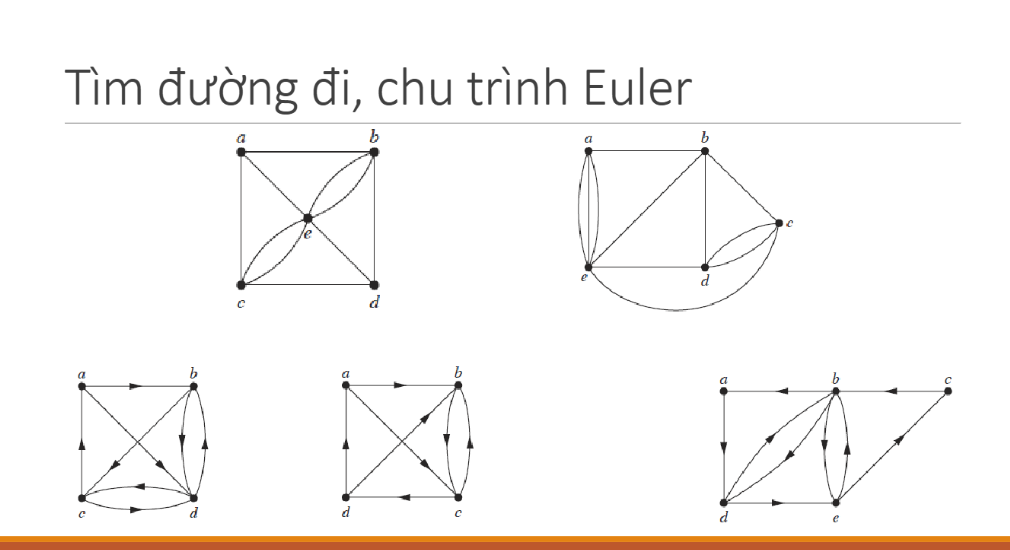 Tìm đường đi, chu trình Euler
a b
e
c d
a b
c
e d
a b
c d
a b
d c
a b c
d e